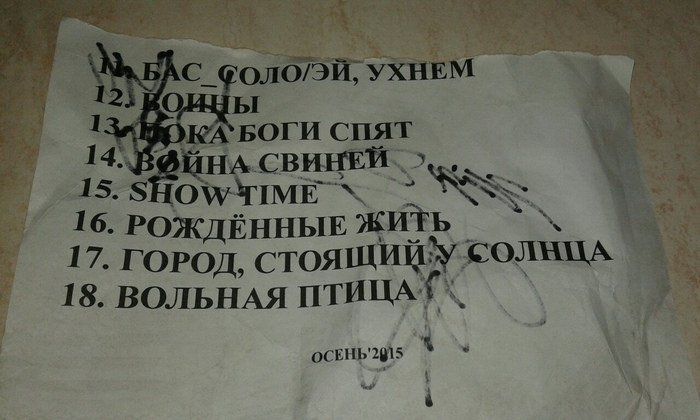 11. БАС_СОЛО/ЭЙ, УХНЕМ
12. ВОИНЫ
13. ПОКА БОГИ СПЯТ
14. ВОЙНА СВИНЕЙ
15. SHOW TIME
16. РОЖДЁННЫЕ ЖИТЬ
17. ГОРОД, СТОЯЩИЙ У СОЛНЦА
18. ВОЛЬНАЯ ПТИЦА
ОСЕНЬ'2015